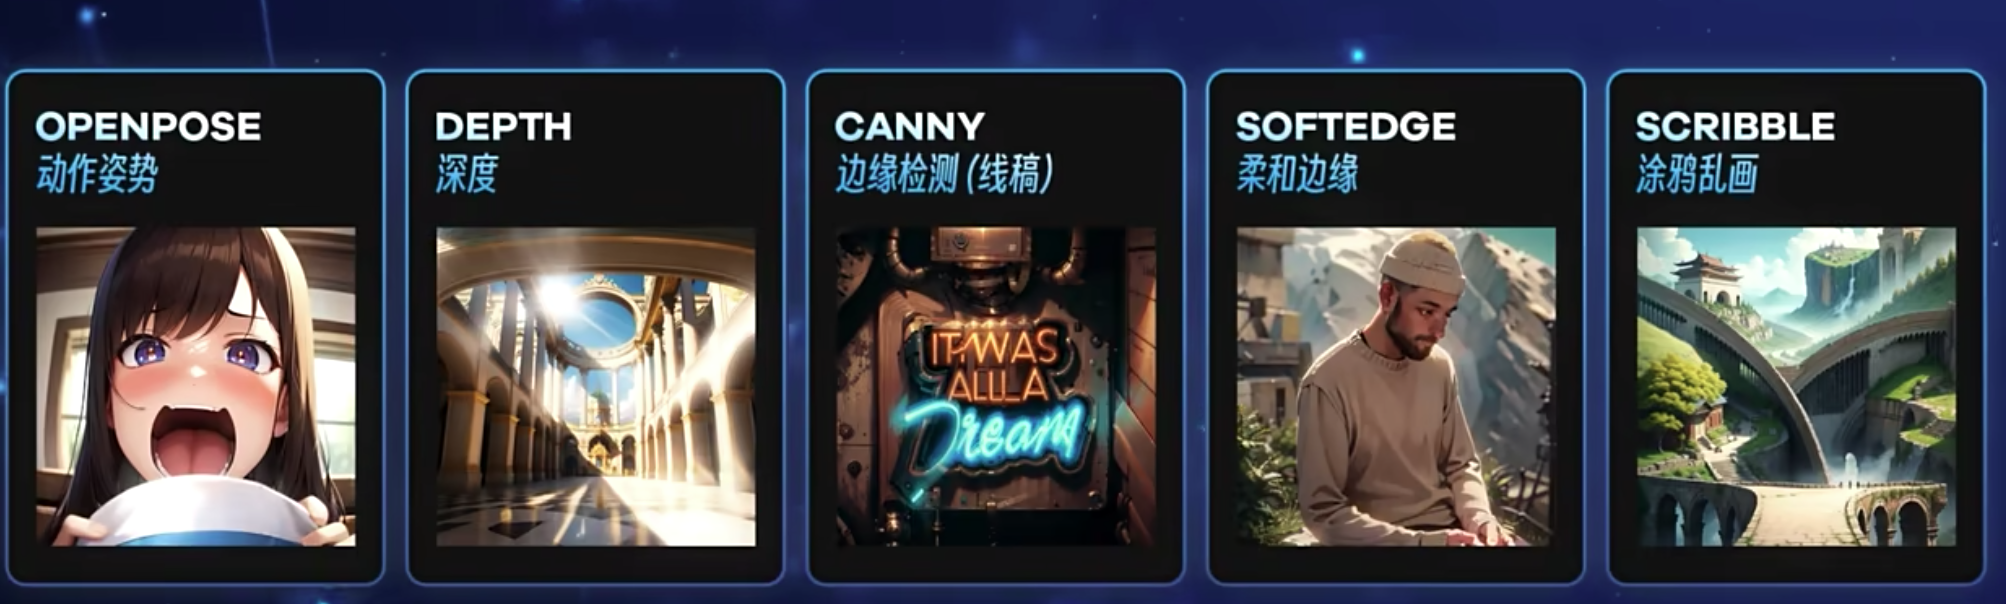 OPENPOSE
动作姿势
DEPTH
深度
CANNY
边缘检测 (线稿)
IT WAS
ALL A
Dream
SOFTEDGE
柔和边缘
SCRIBBLE
涂鸦乱画